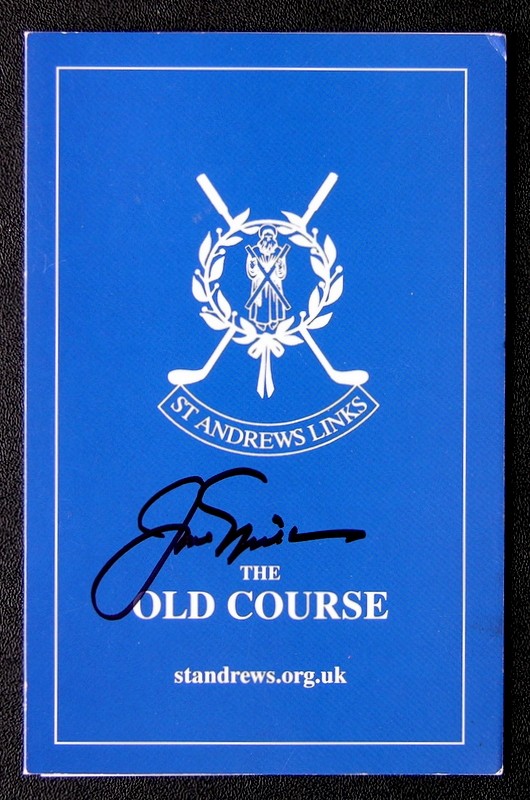 ST ANDREWS LINKS
THE
OLD COURSE
standrews.org.uk